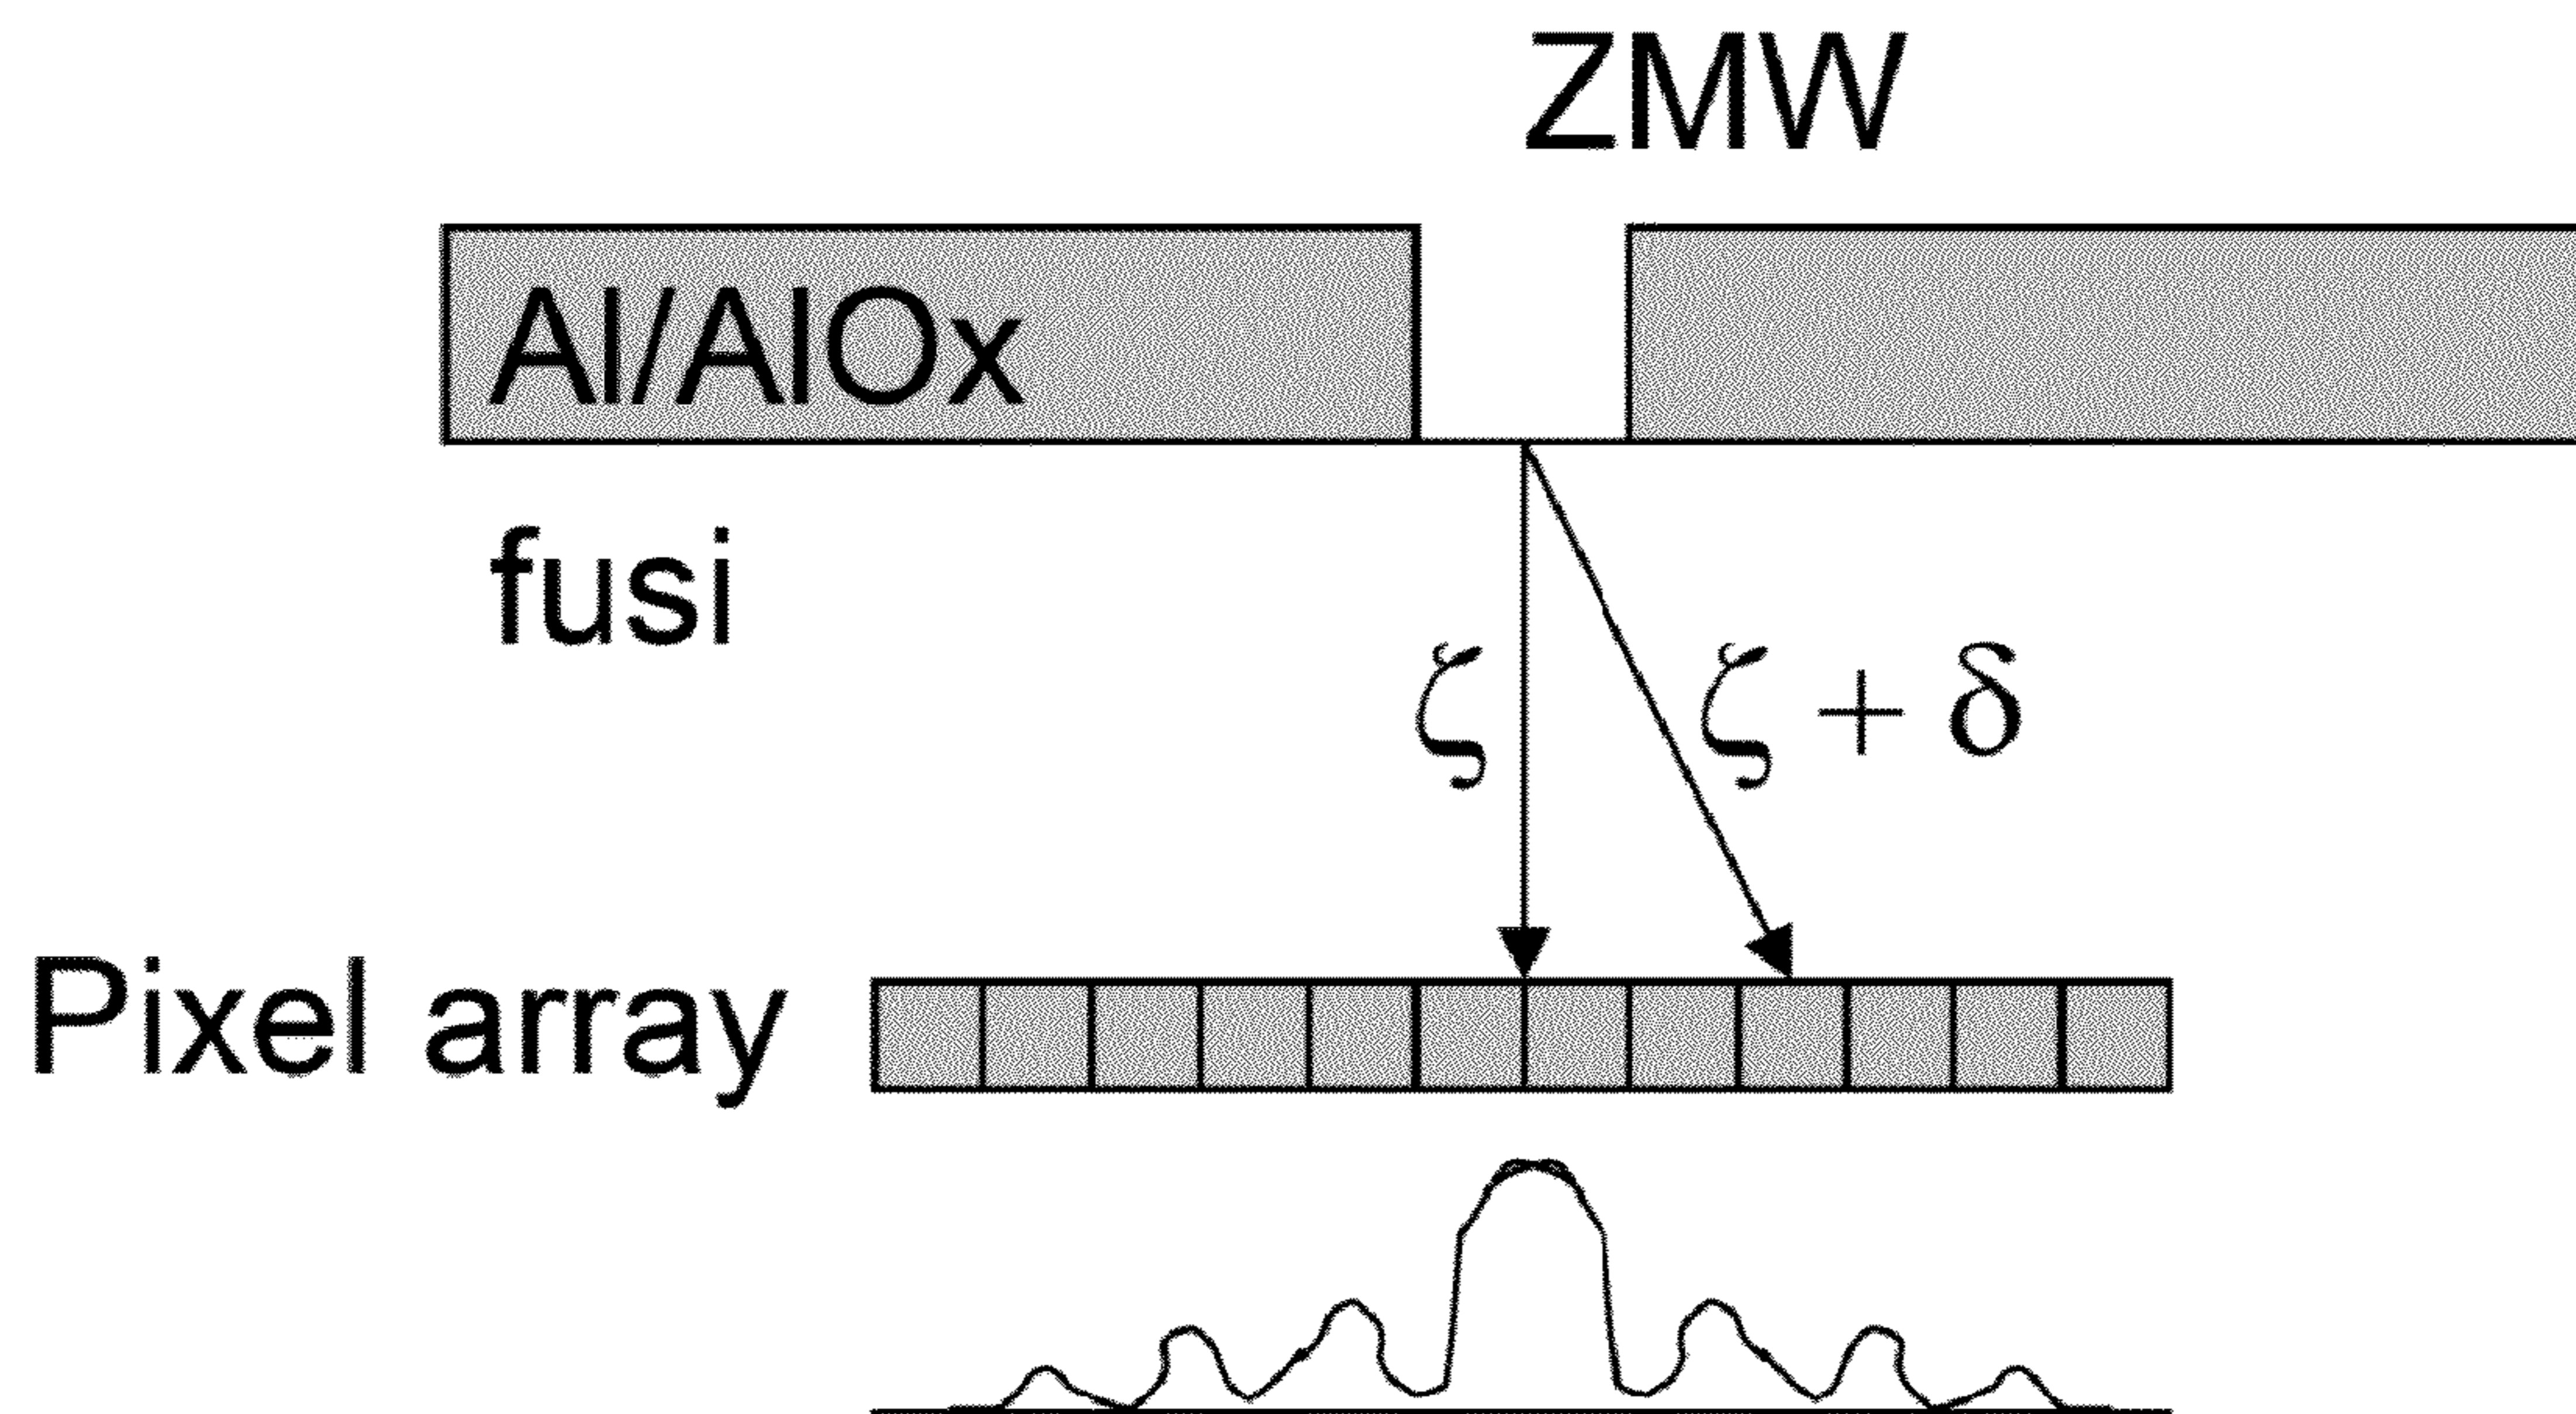 ZMW
Al/AlOx
fusi
ζ
ζ + δ
Pixel array